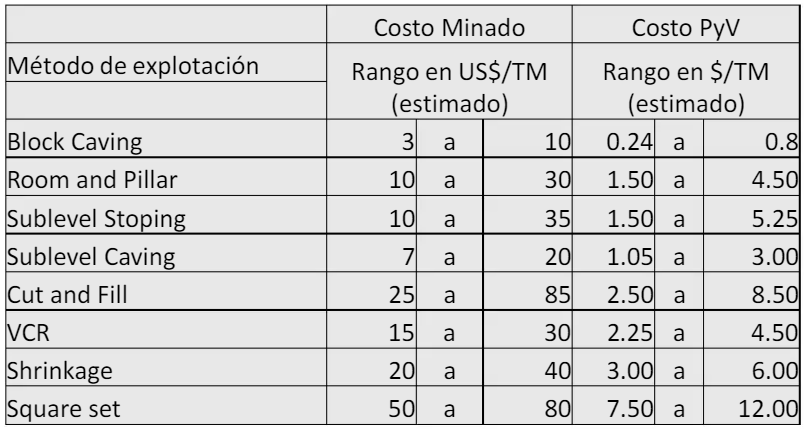 Costo Minado Costo PyV
Método de explotación Rango en US$/TM Rango en $/TM
(estimado) (estimado)
Block Caving 3 a 10 0.24 a 0.8
Room and Pillar 10 a 30 1.50 a 4.50
Sublevel Stoping 10 a 35 1.50 a 5.25
Sublevel Caving 7 a 20 1.05 a 3.00
Cut and Fill 25 a 85 2.50 a 8.50
VCR 15 a 30 2.25 a 4.50
Shrinkage 20 a 40 3.00 a 6.00
Square set 50 a 80 7.50 a 12.00